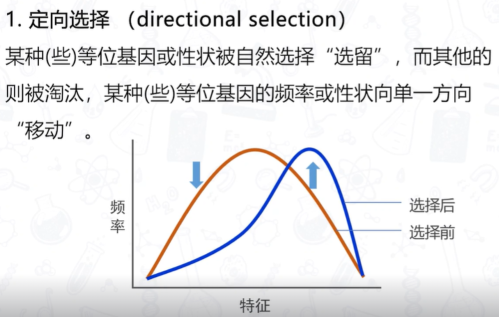 1. 定向选择 （directional selection）
某种(些)等位基因或性状被自然选择“选留”，而其他的
则被淘汰，某种(些)等位基因的频率或性状向单一方向
“移动”。
频率
选择后
选择前
特征